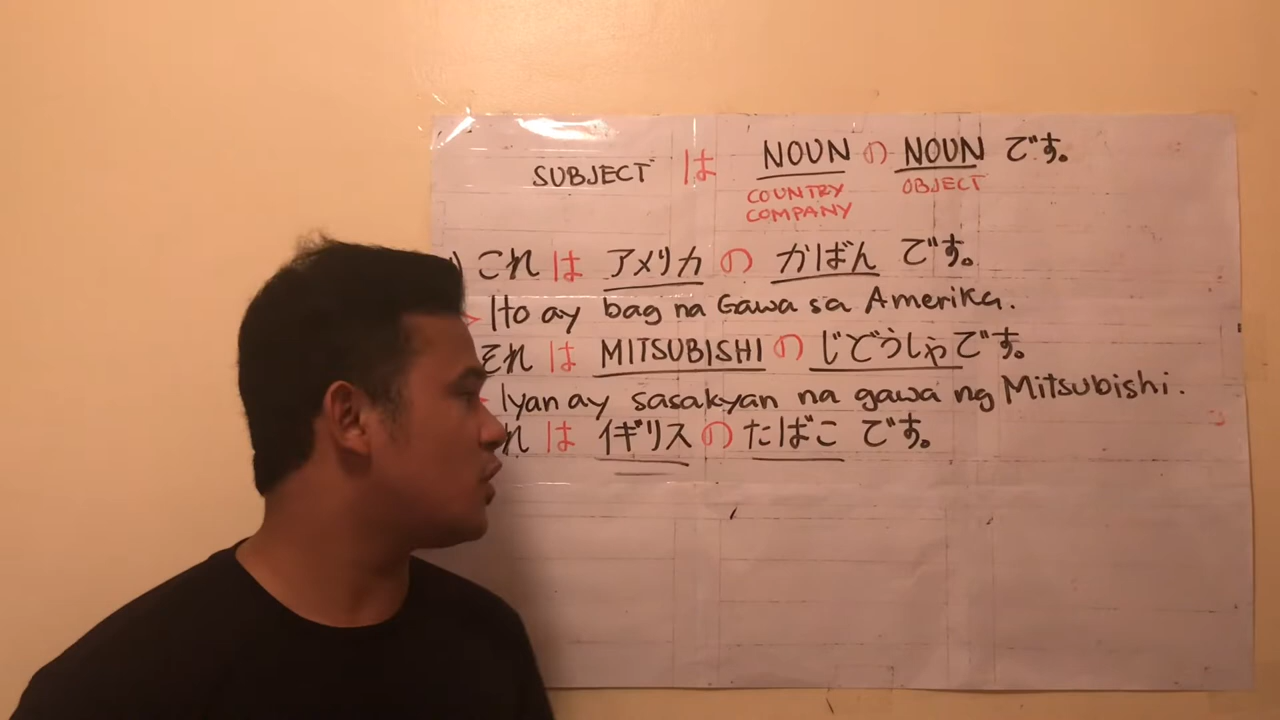 SUBJECT は NOUN の NOUN です。
COUNTRY OBJECT
COMPANY
これ は アメリカ の かばん です。
Ito ay bag na Gawa sa Amerika.
それ は MITSUBISHI の じどうしゃです。
Iyan ay sasakyan na gawa ng Mitsubishi.
れ は イギリス の たばこ です。